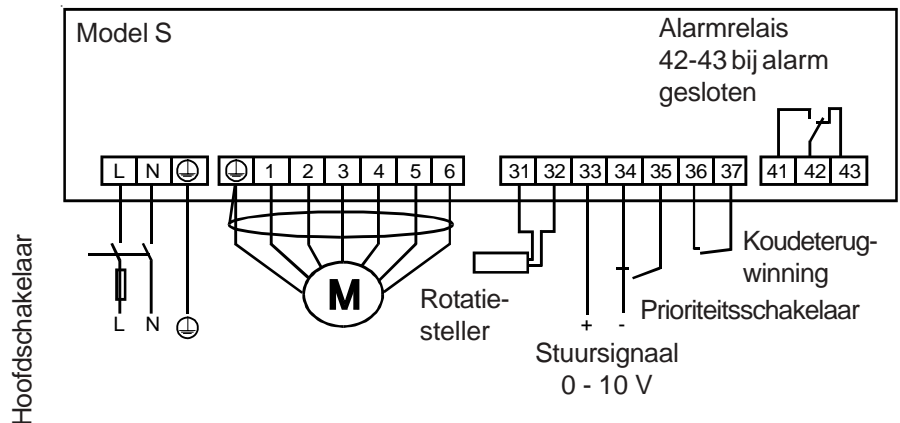 Model S
Alarmrelais
42-43 bij alarm
gesloten
L N 1 2 3 4 5 6 31 32 33 34 35 36 37 41 42 43
Hoofdschakelaar
L N
M
Rotatie-
steller
+ -
Stuursignaal
0 - 10 V
Koudeterug-
winning
Prioriteitsschakelaar